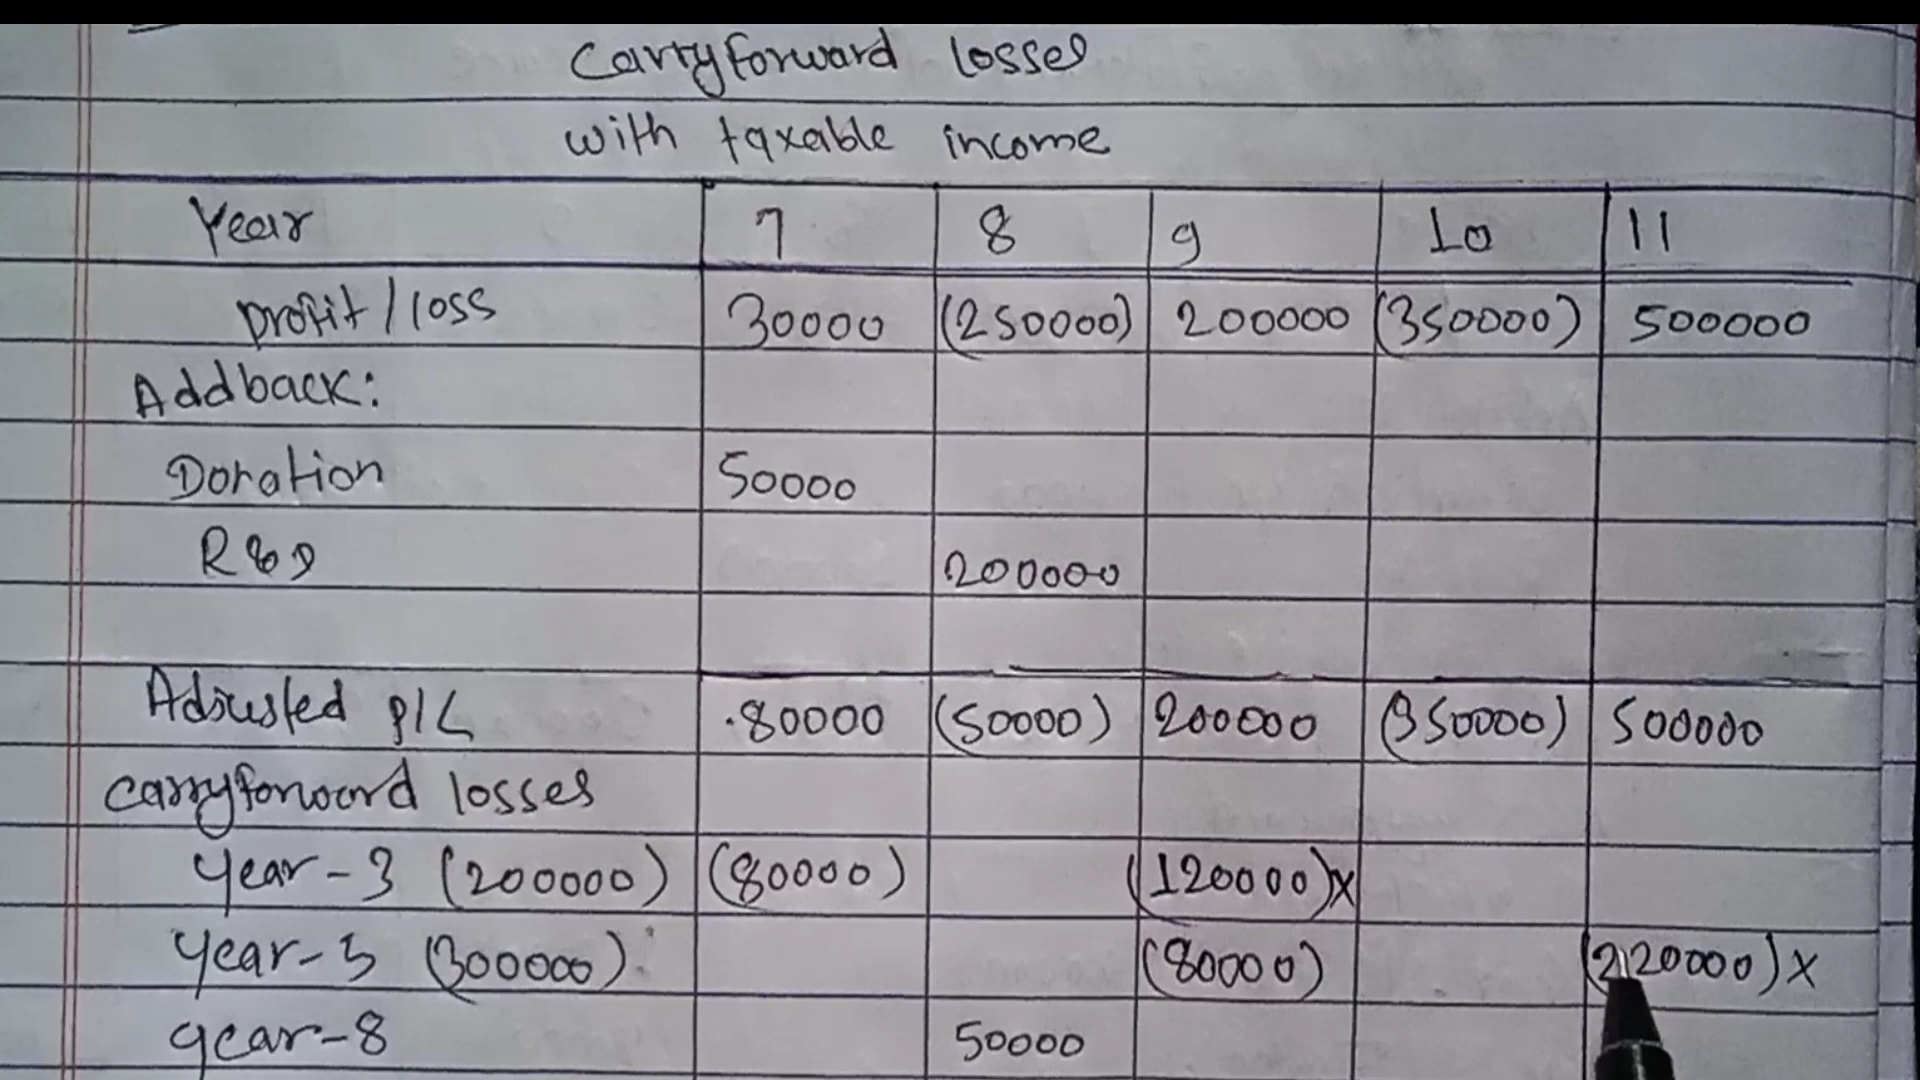 Carryforward losses
with taxable income
Year 7 8 9 10 11
profit/loss 30000 (250000) 200000 (350000) 500000
Addback:
Donation 50000
R&D 200000
Adjusted P/L 80000 (50000) 200000 (350000) 500000
Carryforward losses
year-3 (200000) (80000) (120000)x
year-5 (300000) (80000) (220000)x
year-8 50000